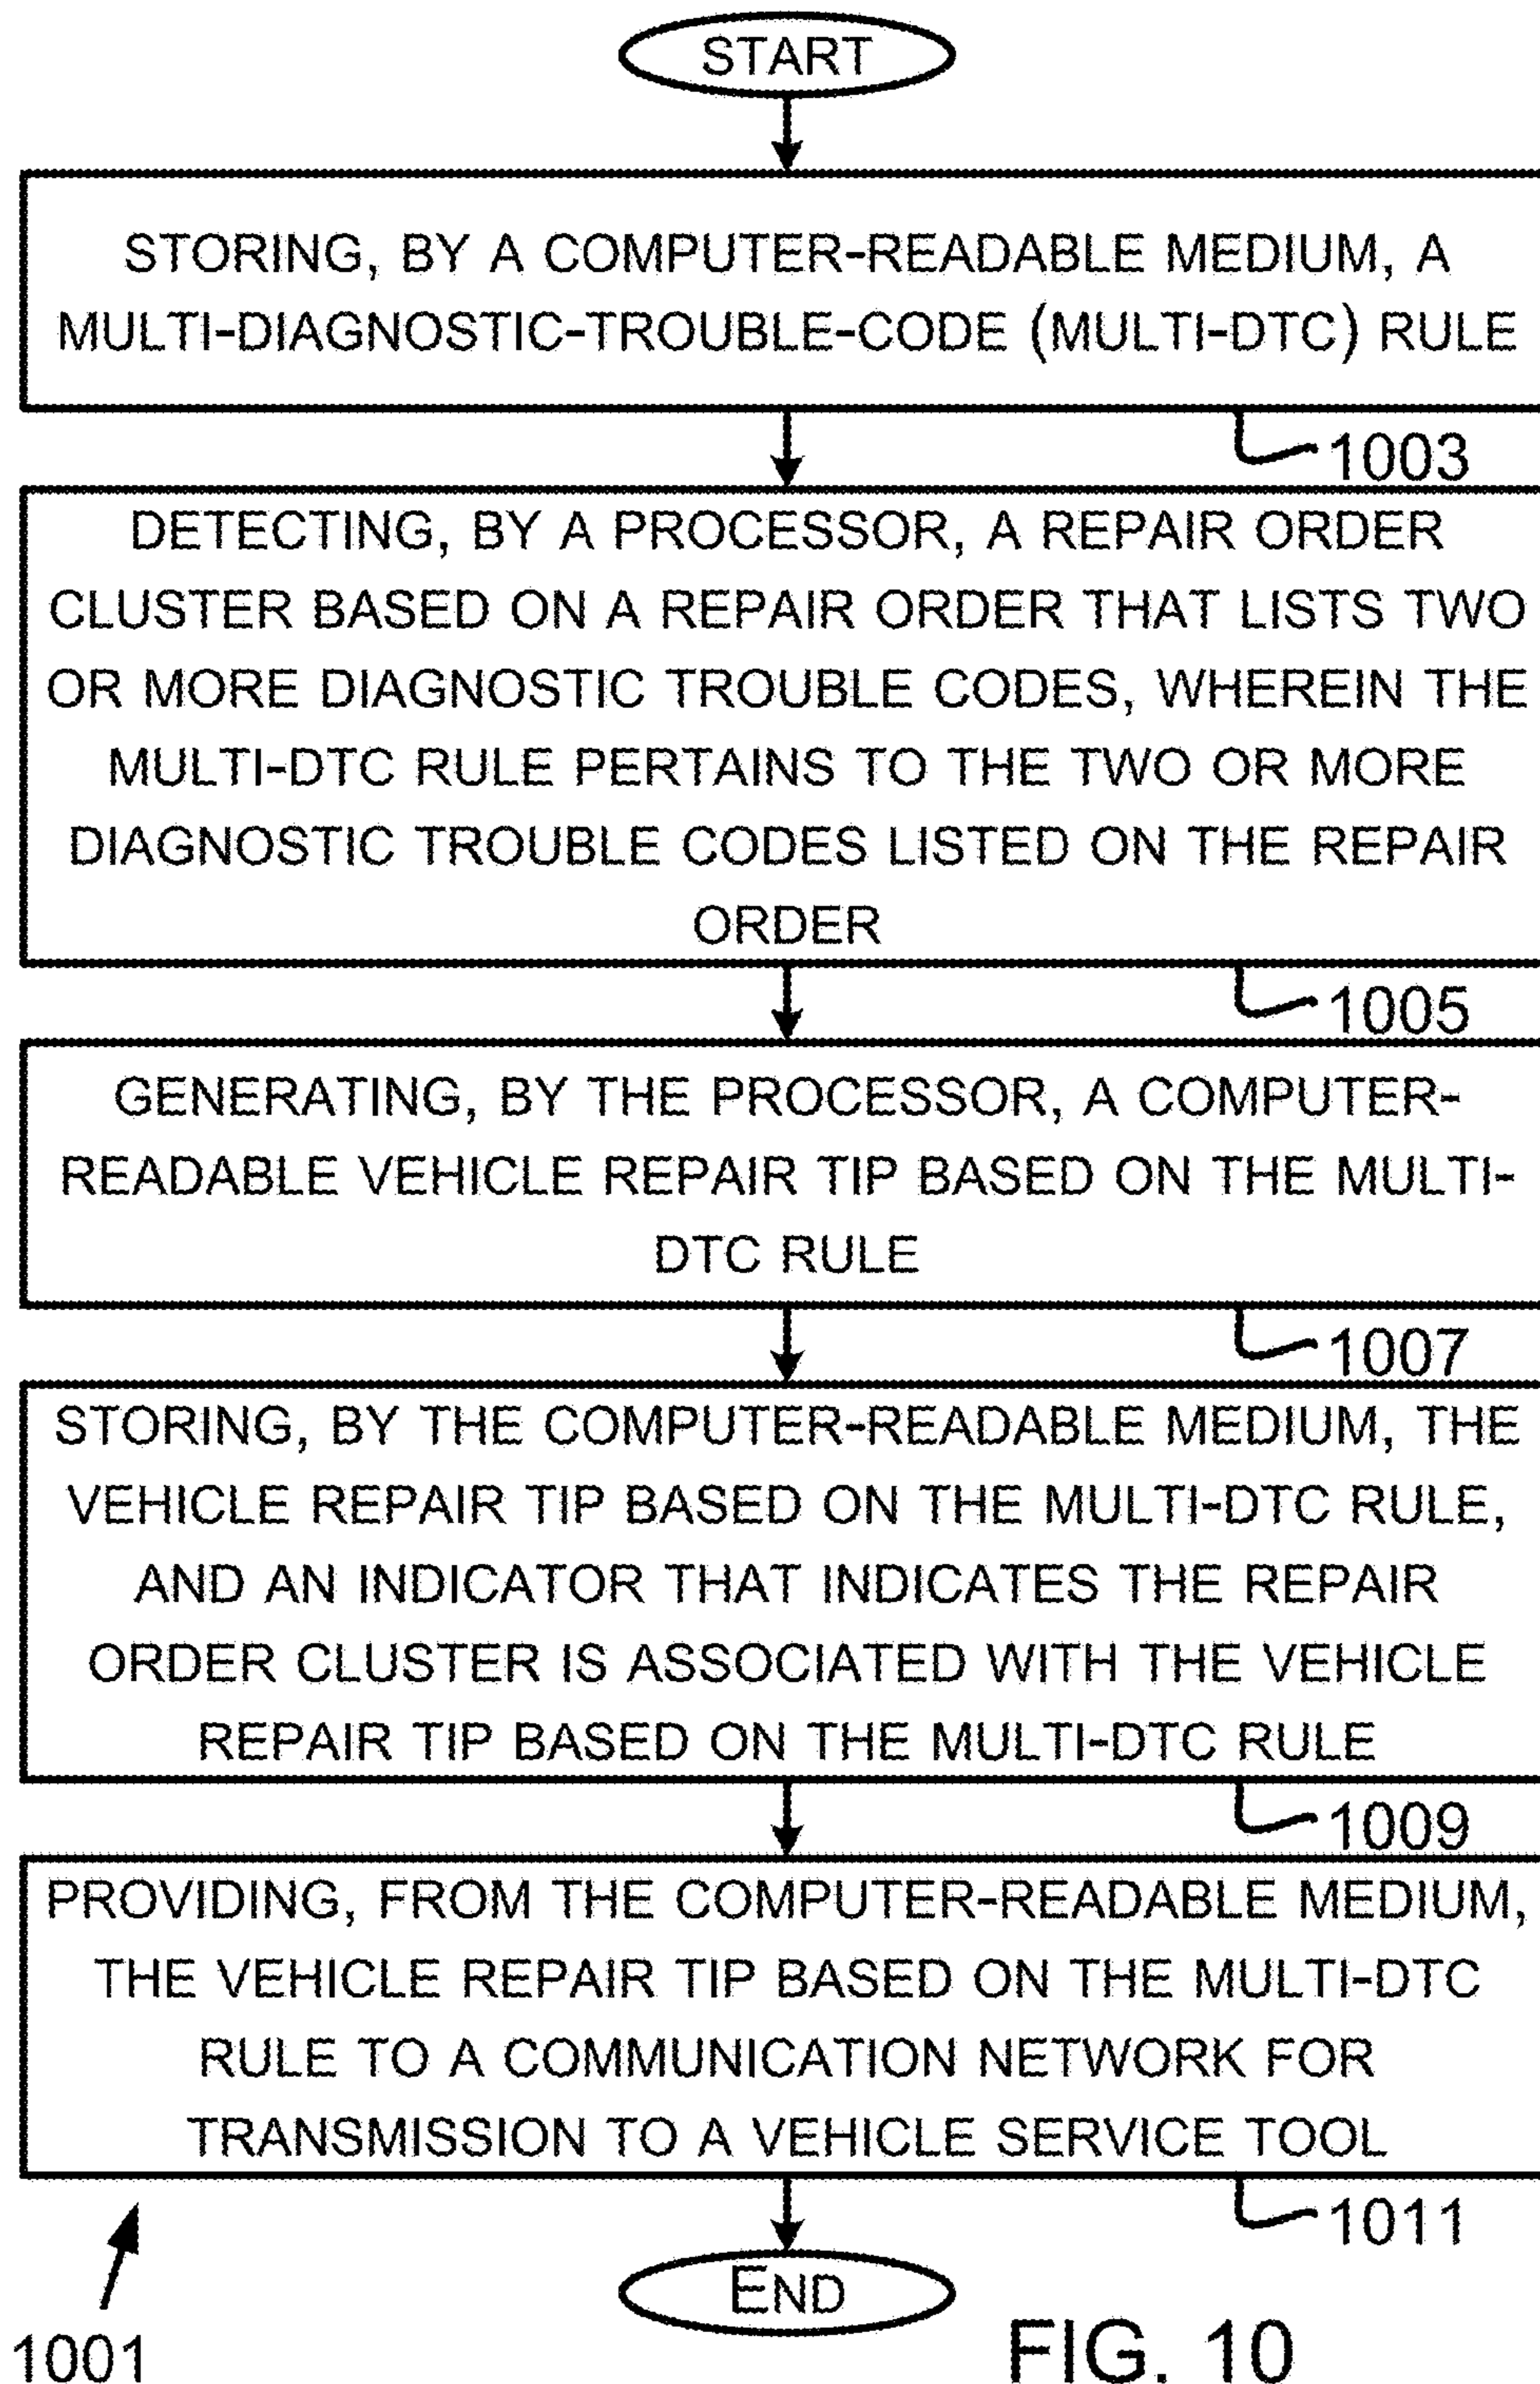 START
STORING, BY A COMPUTER-READABLE MEDIUM, A
MULTI-DIAGNOSTIC-TROUBLE-CODE (MULTI-DTC) RULE
1003
DETECTING, BY A PROCESSOR, A REPAIR ORDER
CLUSTER BASED ON A REPAIR ORDER THAT LISTS TWO
OR MORE DIAGNOSTIC TROUBLE CODES, WHEREIN THE
MULTI-DTC RULE PERTAINS TO THE TWO OR MORE
DIAGNOSTIC TROUBLE CODES LISTED ON THE REPAIR
ORDER
1005
GENERATING, BY THE PROCESSOR, A COMPUTER-
READABLE VEHICLE REPAIR TIP BASED ON THE MULTI-
DTC RULE
1007
STORING, BY THE COMPUTER-READABLE MEDIUM, THE
VEHICLE REPAIR TIP BASED ON THE MULTI-DTC RULE,
AND AN INDICATOR THAT INDICATES THE REPAIR
ORDER CLUSTER IS ASSOCIATED WITH THE VEHICLE
REPAIR TIP BASED ON THE MULTI-DTC RULE
1009
PROVIDING, FROM THE COMPUTER-READABLE MEDIUM,
THE VEHICLE REPAIR TIP BASED ON THE MULTI-DTC
RULE TO A COMMUNICATION NETWORK FOR
TRANSMISSION TO A VEHICLE SERVICE TOOL
1011
END
1001
FIG. 10